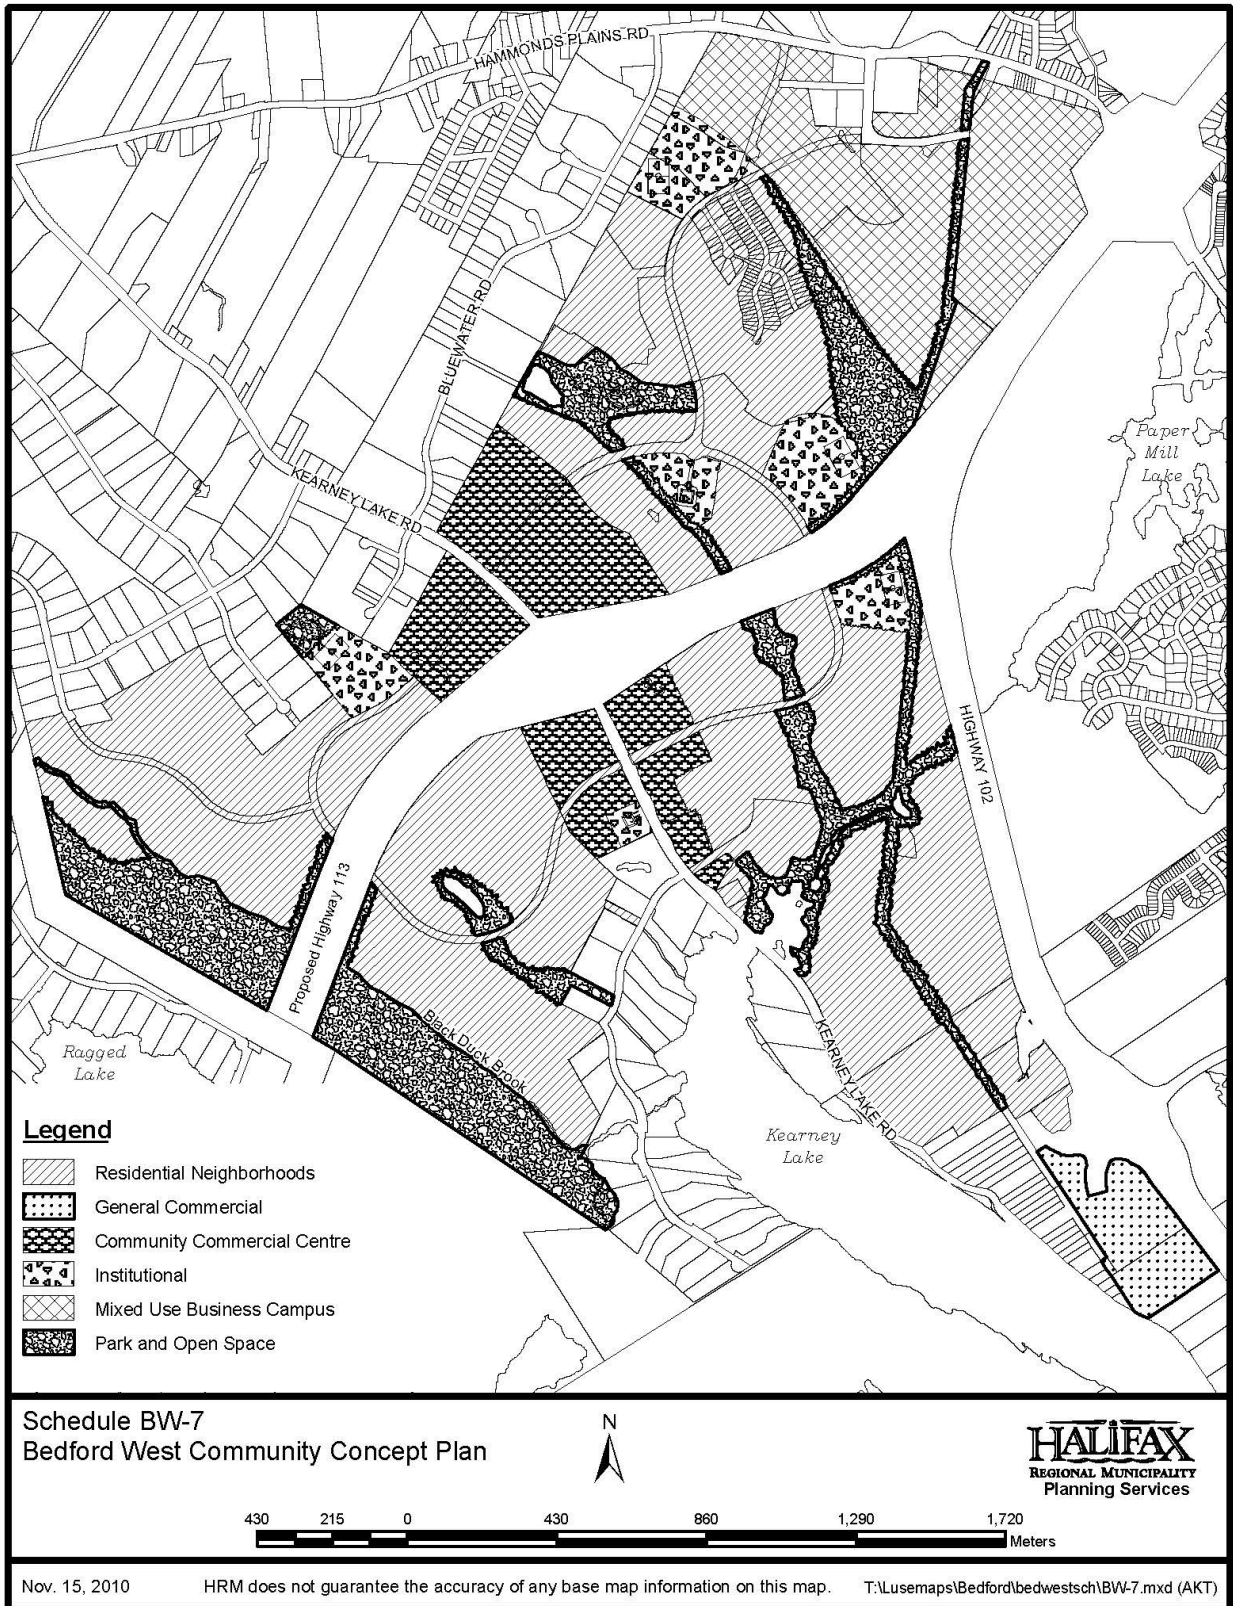 HAMMONDS PLAINS RD
BLUEWATER RD
Paper
Mill
Lake
KEARNEY LAKE RD
HIGHWAY 102
Proposed Highway 113
Back Duck Brook
Ragged
Lake
KEARNEY LAKE RD
Kearney
Lake
Legend
Residential Neighborhoods
General Commercial
Community Commercial Centre
Institutional
Mixed Use Business Campus
Park and Open Space
Schedule BW-7
Bedford West Community Concept Plan
N
HALIFAX
REGIONAL MUNICIPALITY
Planning Services
430 215 0 430 860 1,290 1,720
Meters
Nov. 15, 2010 HRM does not guarantee the accuracy of any base map information on this map. T:\Lusemaps\Bedford\bedwestsch\BW-7.mxd (AKT)